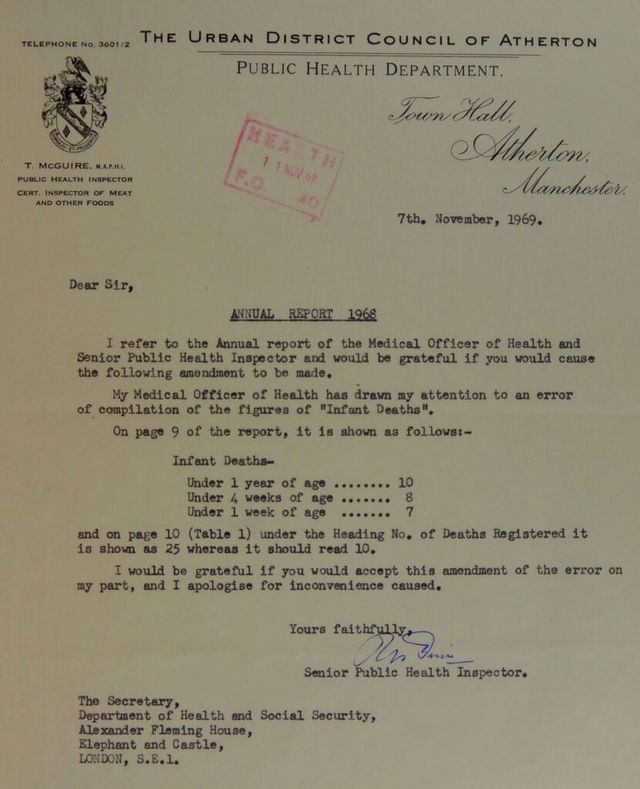 TELEPHONE NO. 3601/2
THE URBAN DISTRICT COUNCIL OF ATHERTON
PUBLIC HEALTH DEPARTMENT.
Town Hall,
Atherton,
Manchester.
T. McGUIRE, M.A.P.H.I.
PUBLIC HEALTH INSPECTOR
CERT. INSPECTOR OF MEAT
AND OTHER FOODS
HEALTH
11 NOV 69
F.O 40
7th. November, 1969.
Dear Sir,
ANNUAL REPORT 1968
I refer to the Annual report of the Medical Officer of Health and
Senior Public Health Inspector and would be grateful if you would cause
the following amendment to be made.
My Medical Officer of Health has drawn my attention to an error
of compilation of the figures of "Infant Deaths".
On page 9 of the report, it is shown as follows:-
Infant Deaths-
Under 1 year of age ........ 10
Under 4 weeks of age ....... 8
Under 1 week of age ....... 7
and on page 10 (Table 1) under the Heading No. of Deaths Registered it
is shown as 25 whereas it should read 10.
I would be grateful if you would accept this amendment of the error on
my part, and I apologise for inconvenience caused.
Yours faithfully,
Senior Public Health Inspector.
The Secretary,
Department of Health and Social Security,
Alexander Fleming House,
Elephant and Castle,
LONDON, S.E.1.